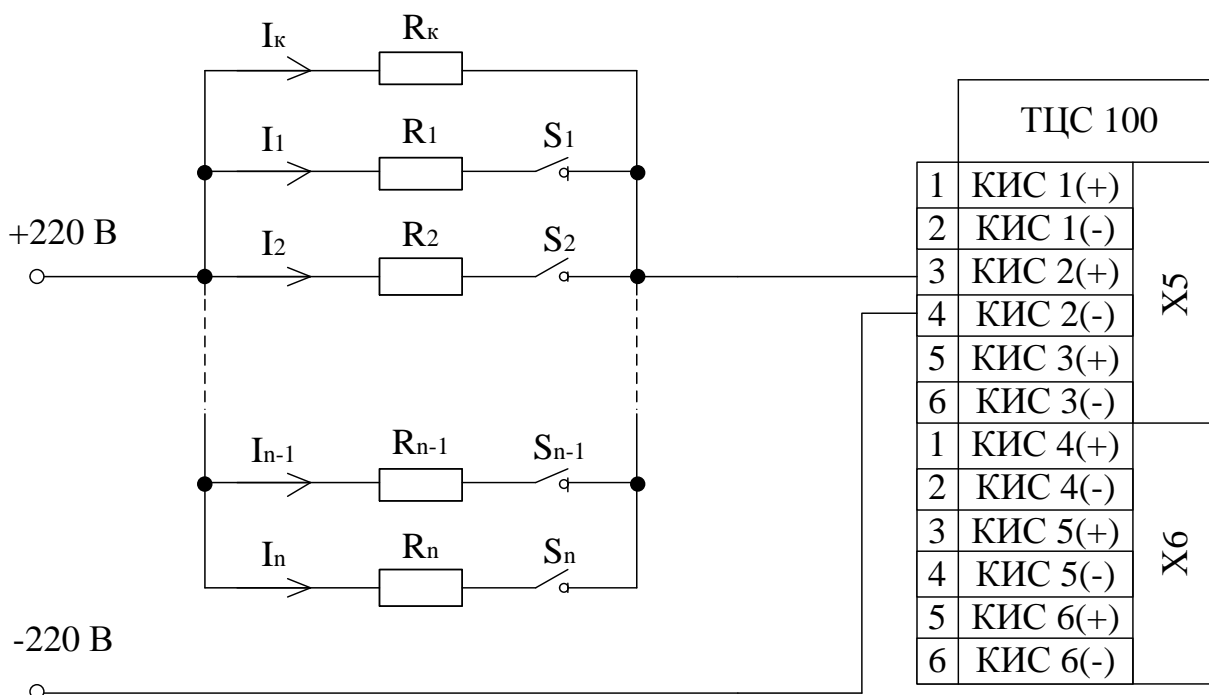 Iк Rк
ТЦС 100
I1 R1 S1
1 КИС 1(+)
2 КИС 1(-)
+220 В I2 R2 S2
3 КИС 2(+)
X5
4 КИС 2(-)
5 КИС 3(+)
6 КИС 3(-)
In-1 Rn-1 Sn-1
1 КИС 4(+)
2 КИС 4(-)
In Rn Sn
3 КИС 5(+)
X6
4 КИС 5(-)
-220 В
5 КИС 6(+)
6 КИС 6(-)